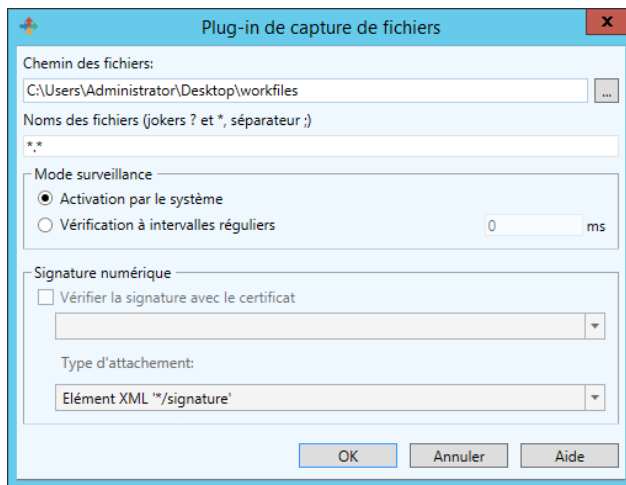 Plug-in de capture de fichiers
x
Chemin des fichiers:
C:\Users\Administrator\Desktop\workfiles
...
Noms des fichiers (jokers ? et *, séparateur ;)
*.*
Mode surveillance
Activation par le système
Vérification à intervalles réguliers 0 ms
Signature numérique
Vérifier la signature avec le certificat
Type d'attachement:
Elément XML '*/signature'
OK Annuler Aide